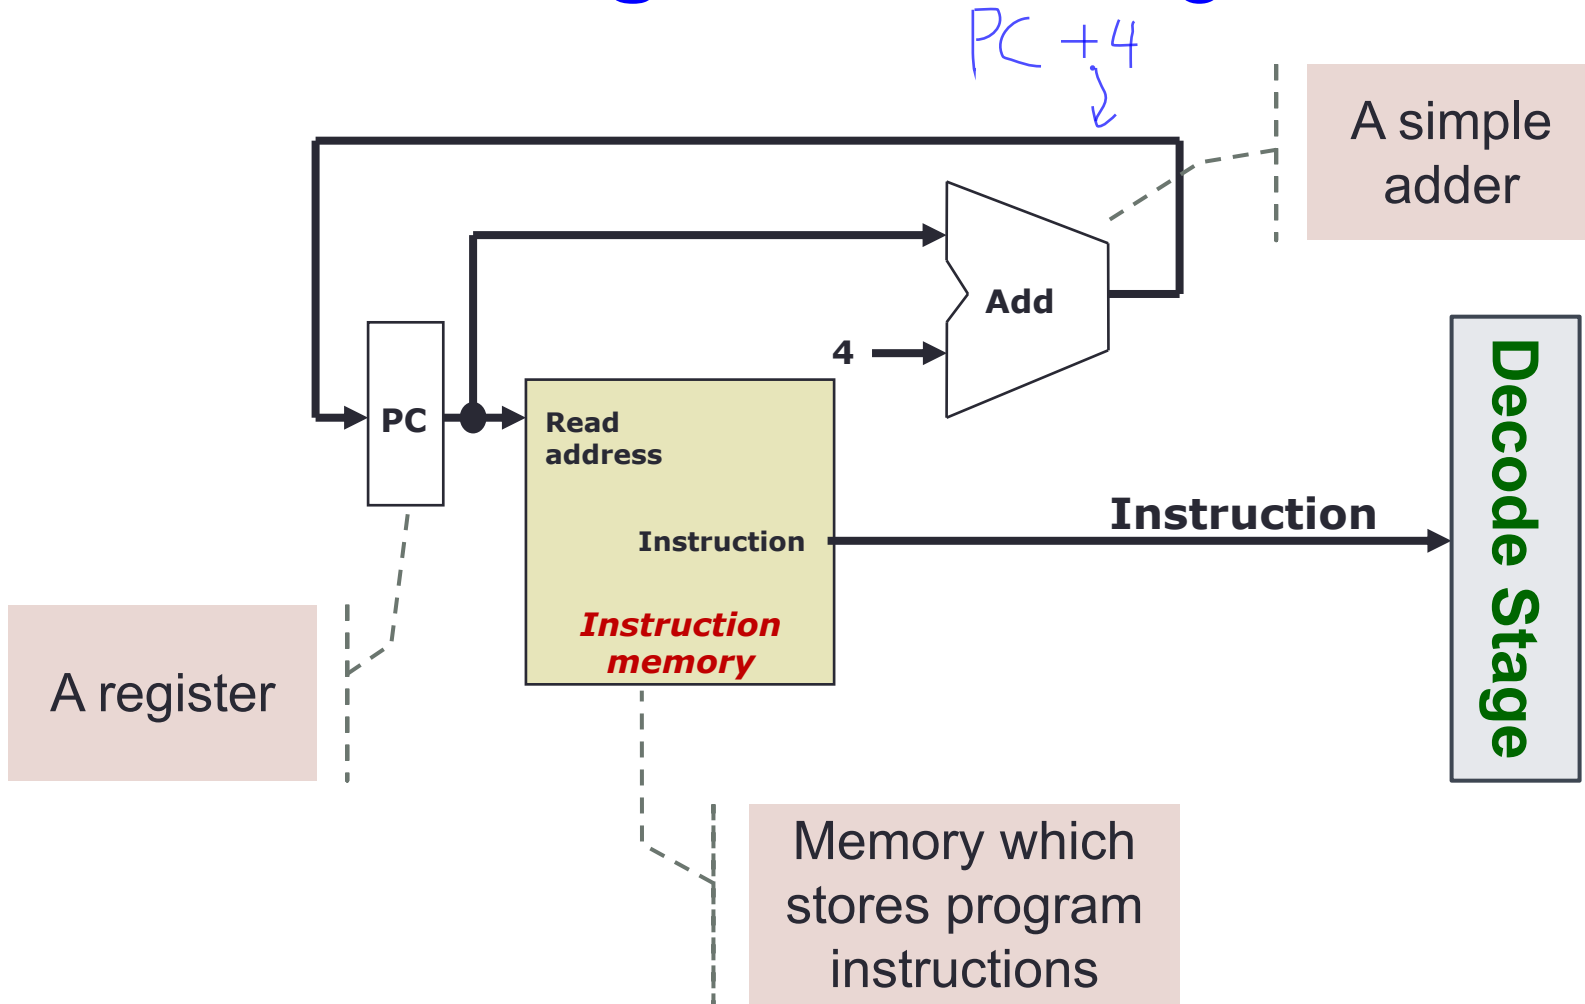 PC +4
A simple
adder
Add
4
PC
Read
address
Instruction
Instruction
Instruction
memory
Decode Stage
A register
Memory which
stores program
instructions